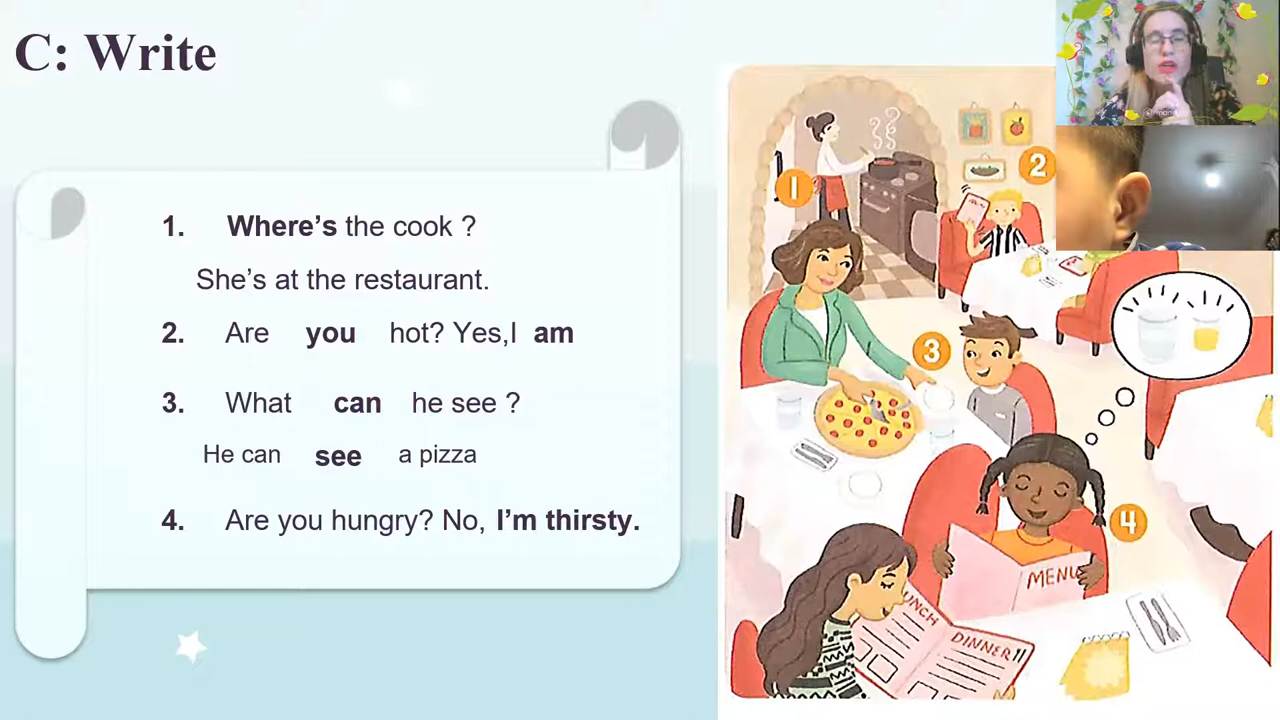 C: Write
1. Where's the cook ?
She's at the restaurant.
2. Are you hot? Yes,I am
3. What can he see ?
He can see a pizza
4. Are you hungry? No, I'm thirsty.
1
2
3
4
MENU
UNCH
DINNER